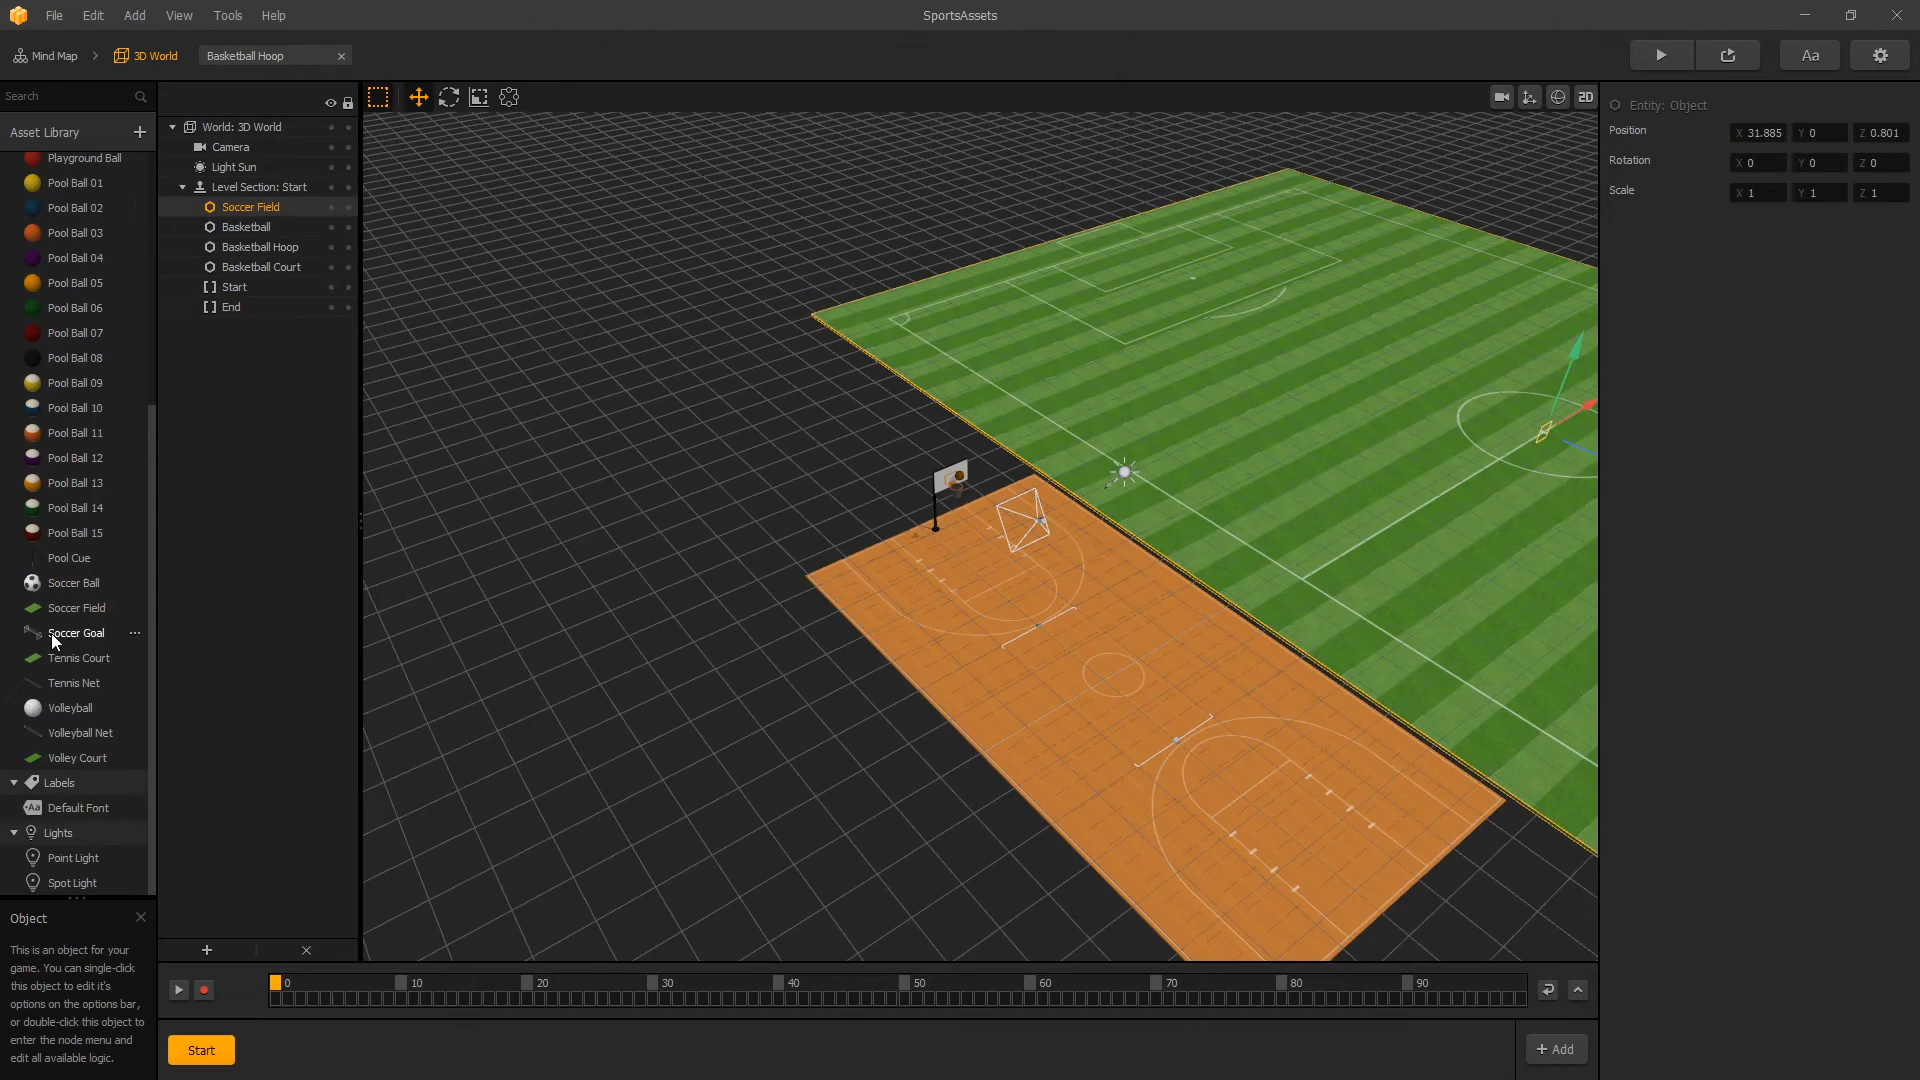 File Edit View Add Tools Help
SportsAssets
Mind Map 3D World Basketball Hoop
Aa
Search
Asset Library
Playground Ball
Pool Ball 01
Pool Ball 02
Pool Ball 03
Pool Ball 04
Pool Ball 05
Pool Ball 06
Pool Ball 07
Pool Ball 08
Pool Ball 09
Pool Ball 10
Pool Ball 11
Pool Ball 12
Pool Ball 13
Pool Ball 14
Pool Ball 15
Pool Cue
Soccer Ball
Soccer Field
Soccer Goal
Tennis Court
Tennis Net
Volleyball
Volleyball Net
Volley Court
Labels
Aa Default Font
Lights
Point Light
Spot Light
Object
This is an object for your
game. You can single-click
this object to edit it's
options on the options bar,
or double-click this object to
enter the node menu and
edit all available logic.
World: 3D World
Camera
Light Sun
Level Section: Start
Soccer Field
Basketball
Basketball Hoop
Basketball Court
Start
End
2D
Entity: Object
Position X 31.885 Y 0 Z 0.801
Rotation X 0 Y 0 Z 0
Scale X 1 Y 1 Z 1
0 10 20 30 40 50 60 70 80 90
Start
+ Add